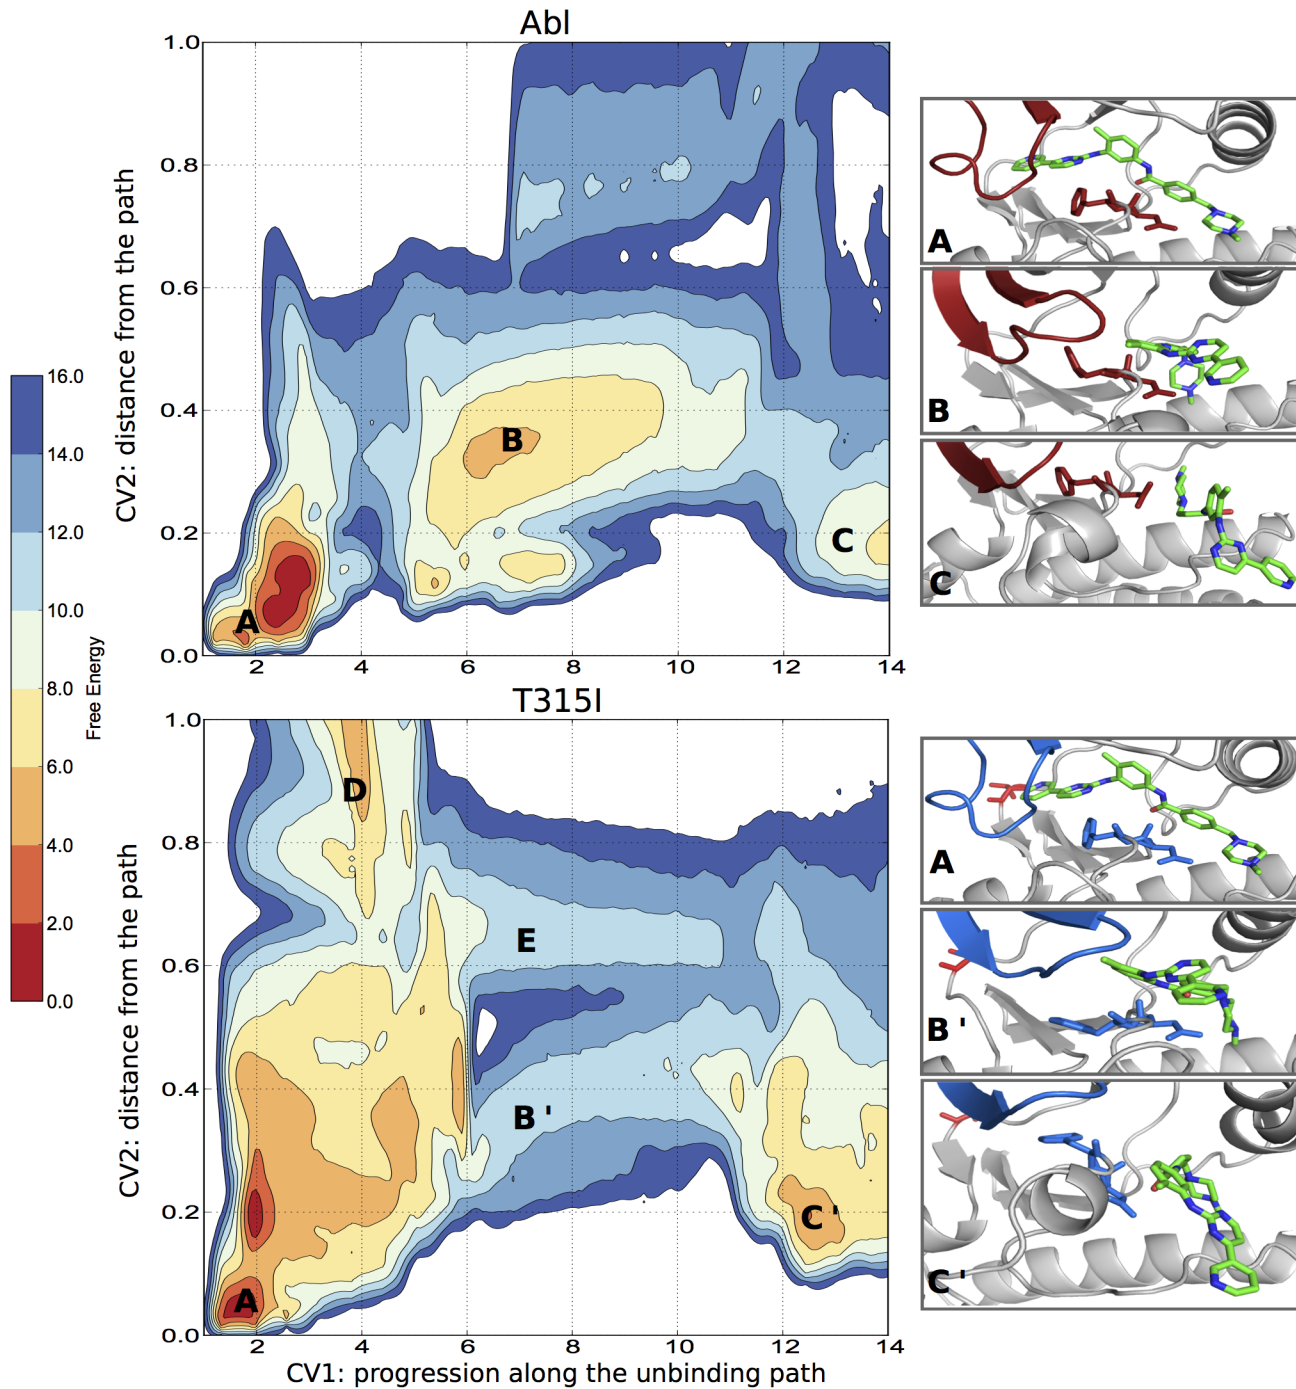 Abl
1.0
0.8
0.6
0.4
0.2
0.0
CV2: distance from the path
A
B
C
2 4 6 8 10 12 14
16.0
14.0
12.0
10.0
8.0
6.0
4.0
2.0
0.0
Free Energy
A
B
C
T315I
1.0
0.8
0.6
0.4
0.2
0.0
CV2: distance from the path
D
E
B'
C'
A
2 4 6 8 10 12 14
CV1: progression along the unbinding path
A
B'
C'